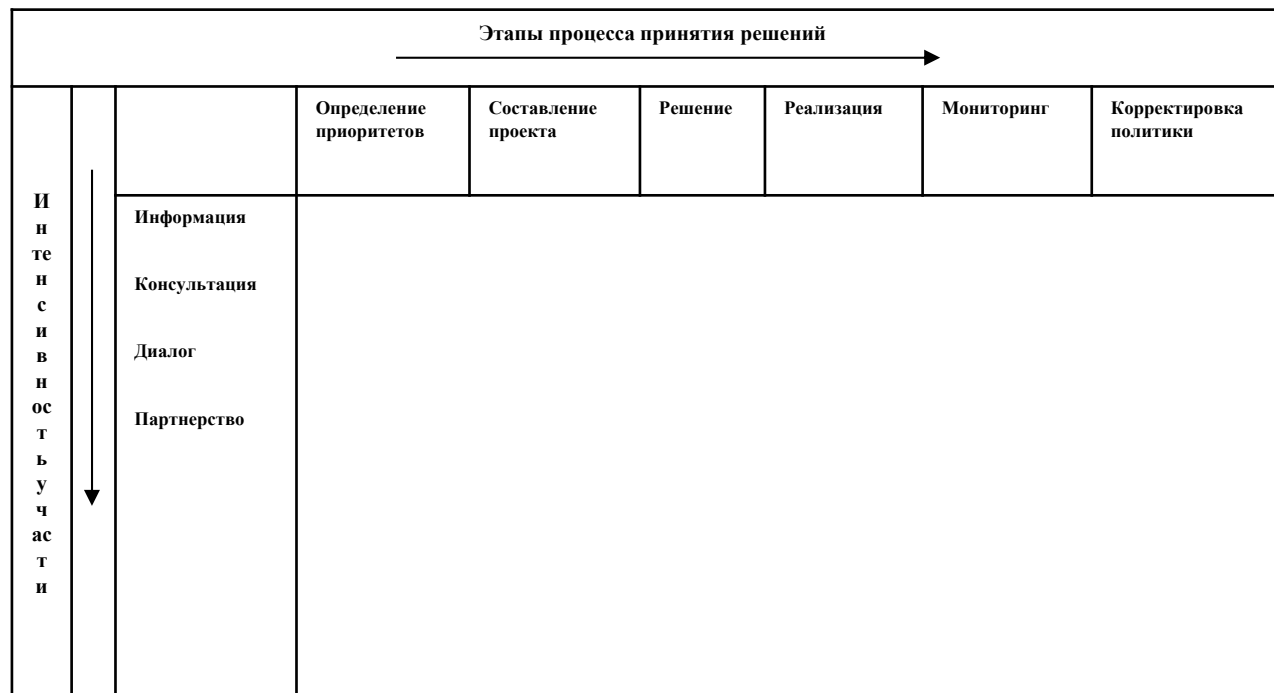 Этапы процесса принятия решений
Определение
приоритетов
Составление
проекта
Решение
Реализация
Мониторинг
Корректировка
политики
И
н
те
н
с
и
в
н
ос
т
ь
у
ч
ас
т
и
Информация
Консультация
Диалог
Партнерство